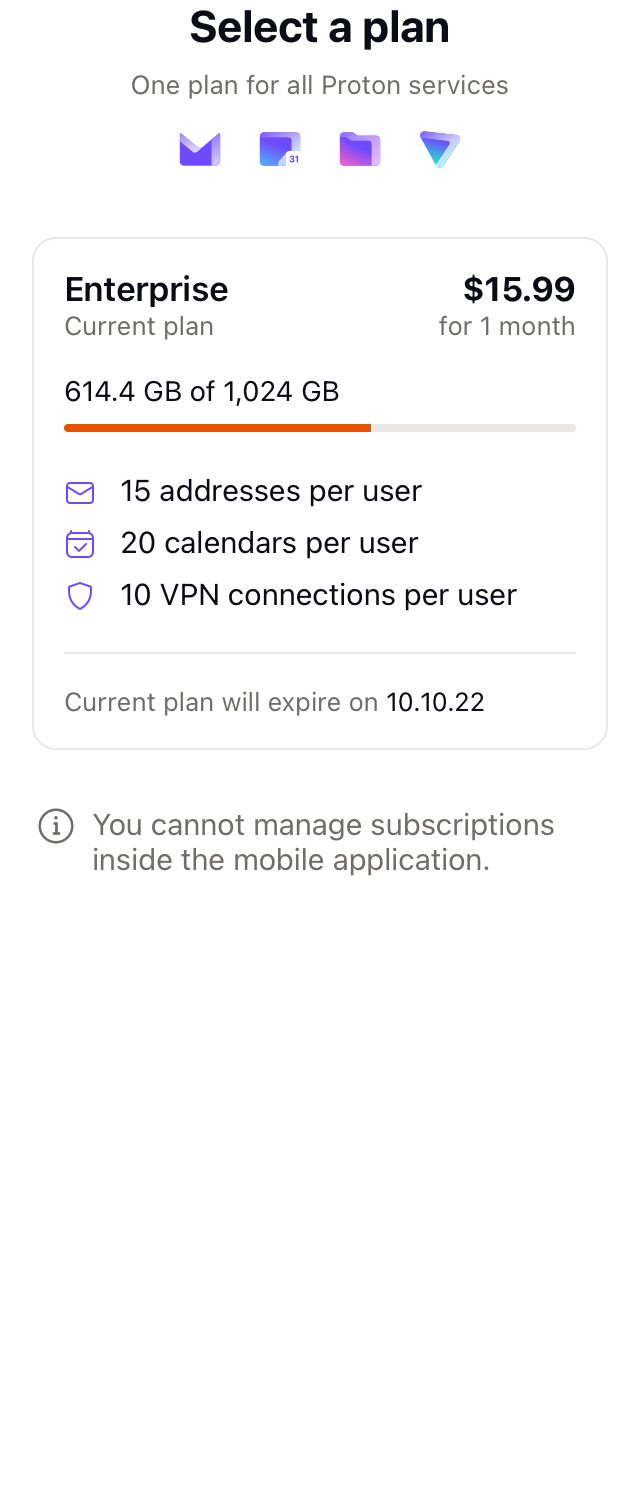 Select a plan
One plan for all Proton services
31
Enterprise
$15.99
Current plan
for 1 month
614.4 GB of 1,024 GB
15 addresses per user
20 calendars per user
10 VPN connections per user
Current plan will expire on 10.10.22
You cannot manage subscriptions
inside the mobile application.